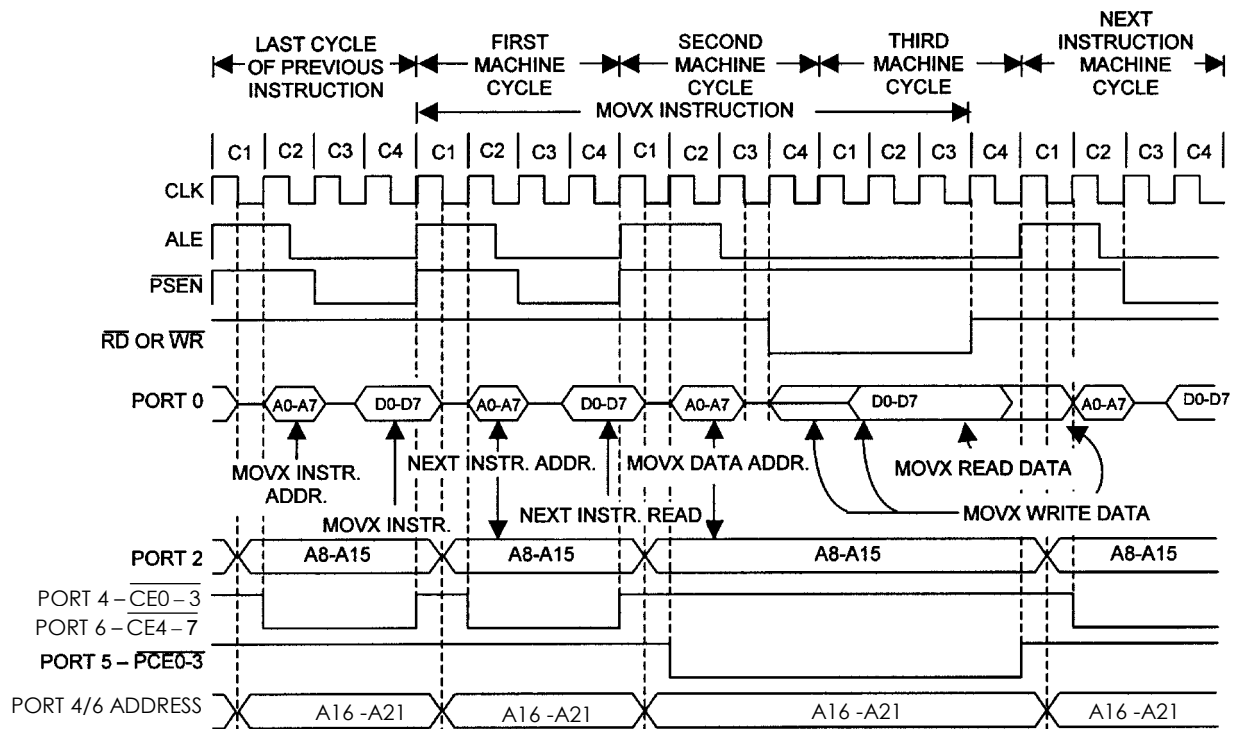 LAST CYCLE
OF PREVIOUS
INSTRUCTION
FIRST
MACHINE
CYCLE
SECOND
MACHINE
CYCLE
THIRD
MACHINE
CYCLE
NEXT
INSTRUCTION
MACHINE
CYCLE
MOVX INSTRUCTION
C1 C2 C3 C4 C1 C2 C3 C4 C1 C2 C3 C4 C1 C2 C3 C4 C1 C2 C3 C4
CLK
ALE
PSEN
RD OR WR
PORT 0 A0-A7 D0-D7 A0-A7 D0-D7 A0-A7 D0-D7 A0-A7 D0-D7
MOVX INSTR.
ADDR.
NEXT INSTR. ADDR.
MOVX DATA ADDR.
MOVX READ DATA
MOVX INSTR.
NEXT INSTR. READ
MOVX WRITE DATA
PORT 2 A8-A15 A8-A15 A8-A15 A8-A15
PORT 4 – CE0 – 3
PORT 6 – CE4 – 7
PORT 5 – PCE0-3
PORT 4/6 ADDRESS A16 -A21 A16 -A21 A16 -A21 A16 -A21